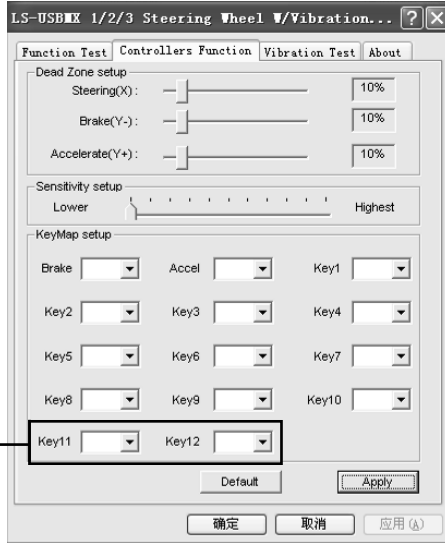 LS-USBMX 1/2/3 Steering Wheel W/Vibration... ? X
Function Test Controllers Function Vibration Test About
Dead Zone setup
Steering(X): 10%
Brake(Y-): 10%
Accelerate(Y+): 10%
Sensitivity setup
Lower Highest
KeyMap setup
Brake Accel Key1
Key2 Key3 Key4
Key5 Key6 Key7
Key8 Key9 Key10
Key11 Key12
Default Apply
确定 取消 应用(A)